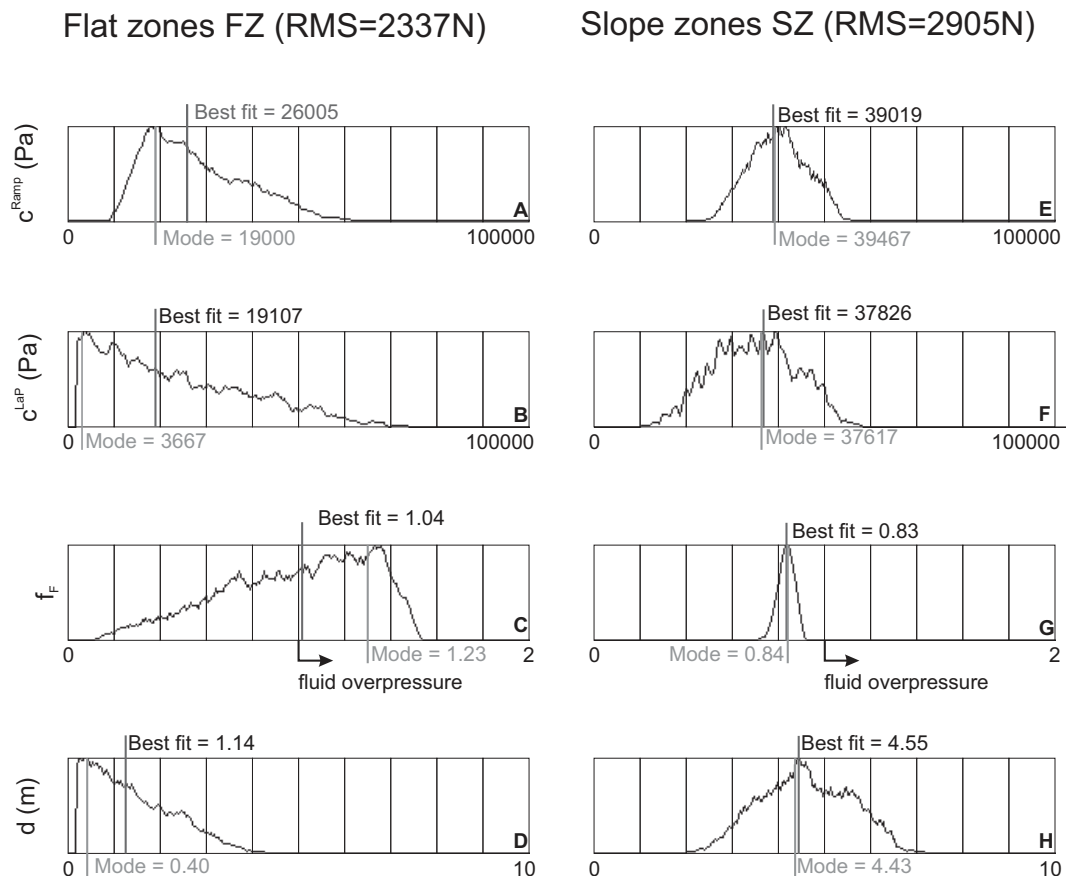 Flat zones FZ (RMS=2337N)
Slope zones SZ (RMS=2905N)
Best fit = 26005
c^Ramp (Pa)
A
0
Mode = 19000
100000
Best fit = 39019
E
0
Mode = 39467
100000
Best fit = 19107
c^LaP (Pa)
B
0
Mode = 3667
100000
Best fit = 37826
F
0
Mode = 37617
100000
Best fit = 1.04
f_F
C
0
Mode = 1.23
2
fluid overpressure
Best fit = 0.83
G
0
Mode = 0.84
2
fluid overpressure
Best fit = 1.14
d (m)
D
0
Mode = 0.40
10
Best fit = 4.55
H
0
Mode = 4.43
10